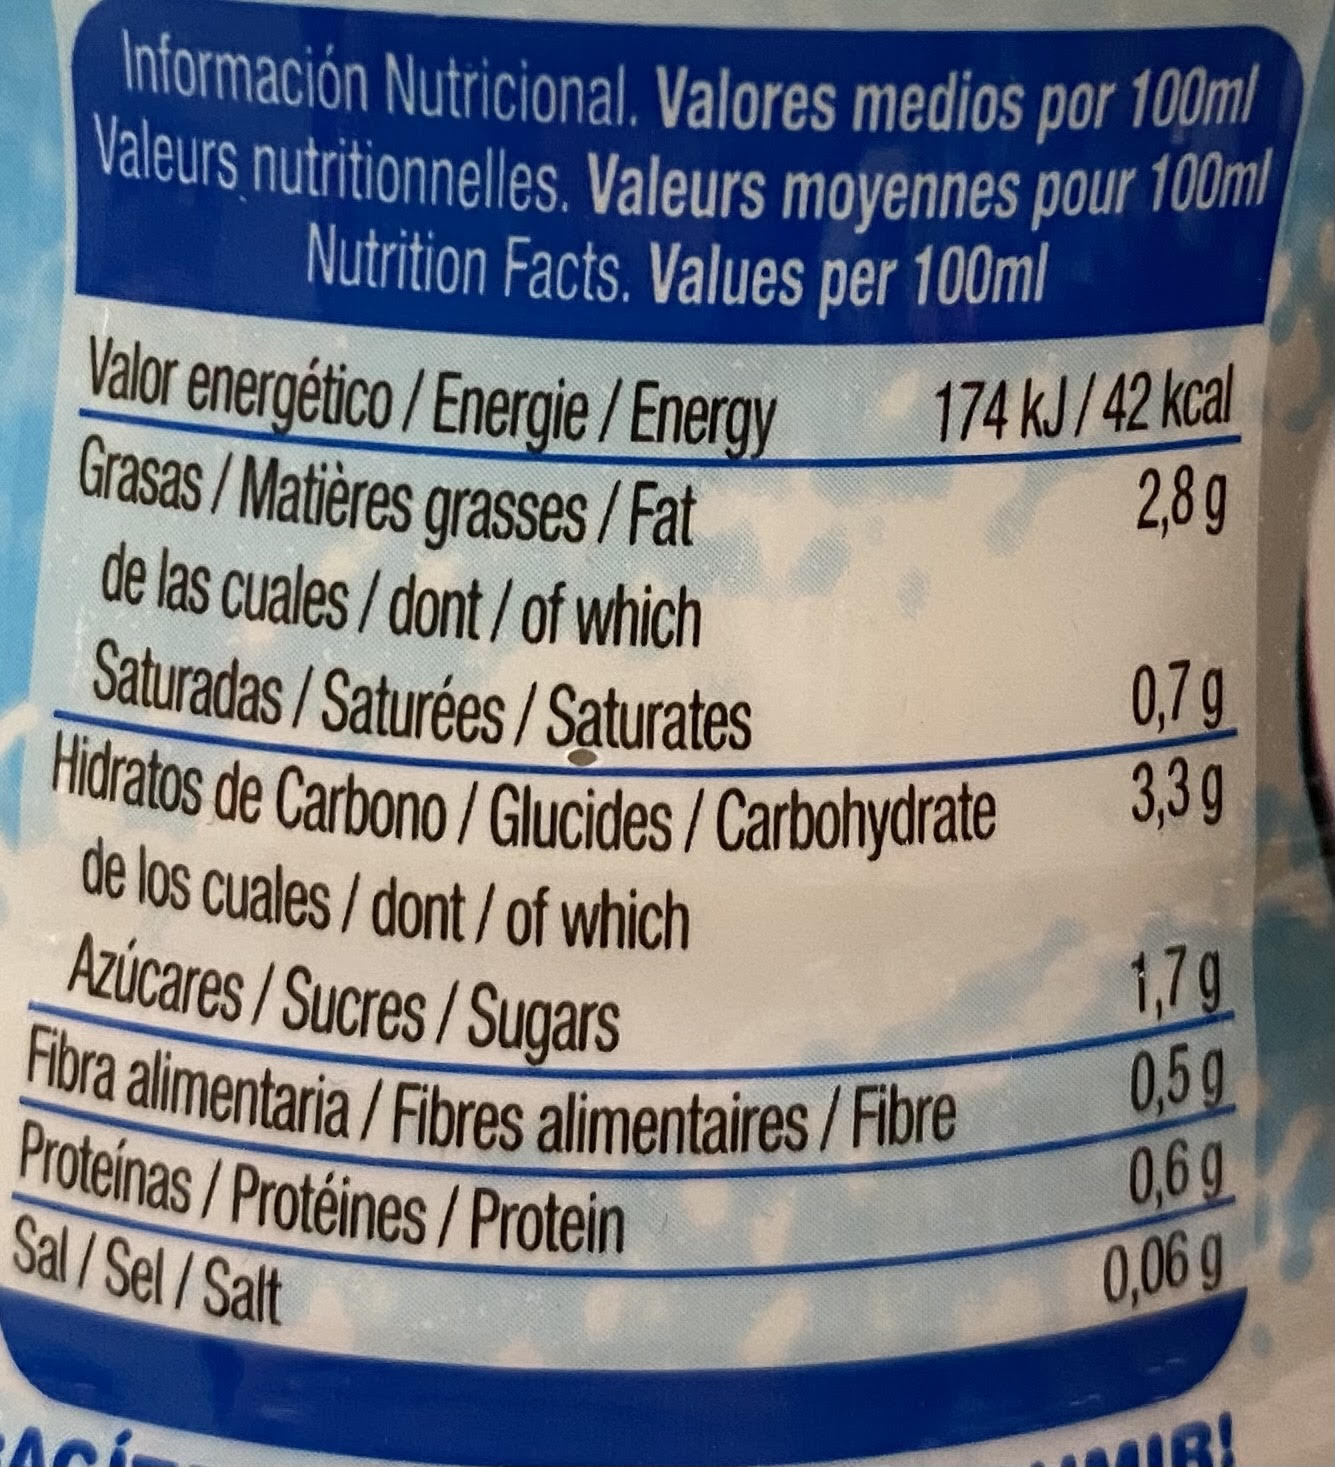 Información Nutricional. Valores medios por 100ml
Valeurs nutritionnelles. Valeurs moyennes pour 100ml
Nutrition Facts. Values per 100ml
Valor energético / Energie / Energy 174 kJ / 42 kcal
Grasas / Matières grasses / Fat 2,8 g
de las cuales / dont / of which
Saturadas / Saturées / Saturates 0,7 g
Hidratos de Carbono / Glucides / Carbohydrate 3,3 g
de los cuales / dont / of which
Azúcares / Sucres / Sugars 1,7 g
Fibra alimentaria / Fibres alimentaires / Fibre 0,5 g
Proteínas / Protéines / Protein 0,6 g
Sal / Sel / Salt 0,06 g